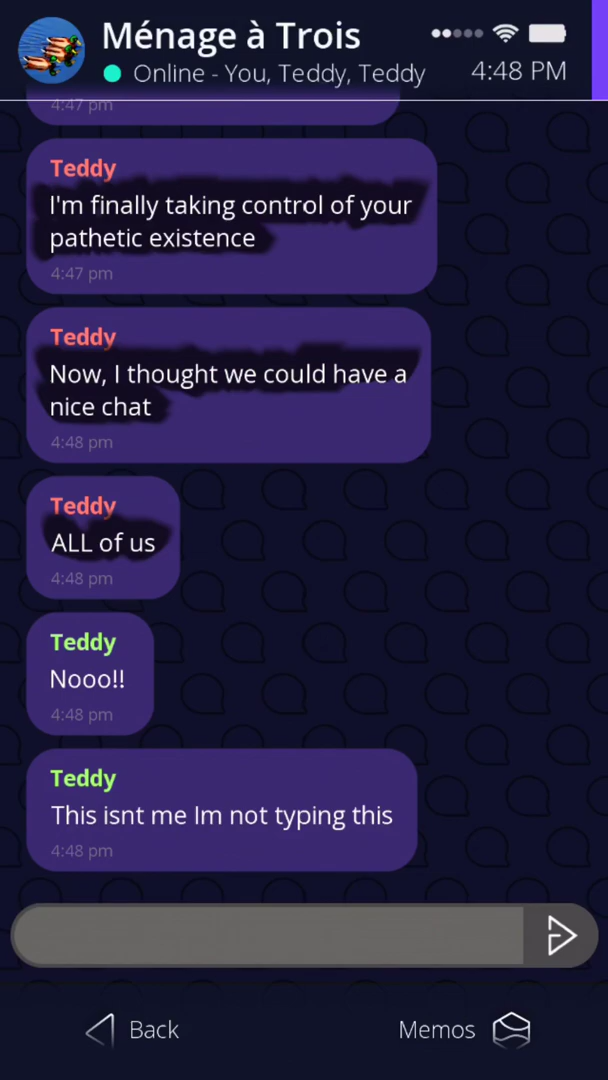 Ménage à Trois
Online - You, Teddy, Teddy
4:48 PM
4:47 pm
Teddy
I'm finally taking control of your
pathetic existence
4:47 pm
Teddy
Now, I thought we could have a
nice chat
4:48 pm
Teddy
ALL of us
4:48 pm
Teddy
Nooo!!
4:48 pm
Teddy
This isnt me Im not typing this
4:48 pm
Back
Memos